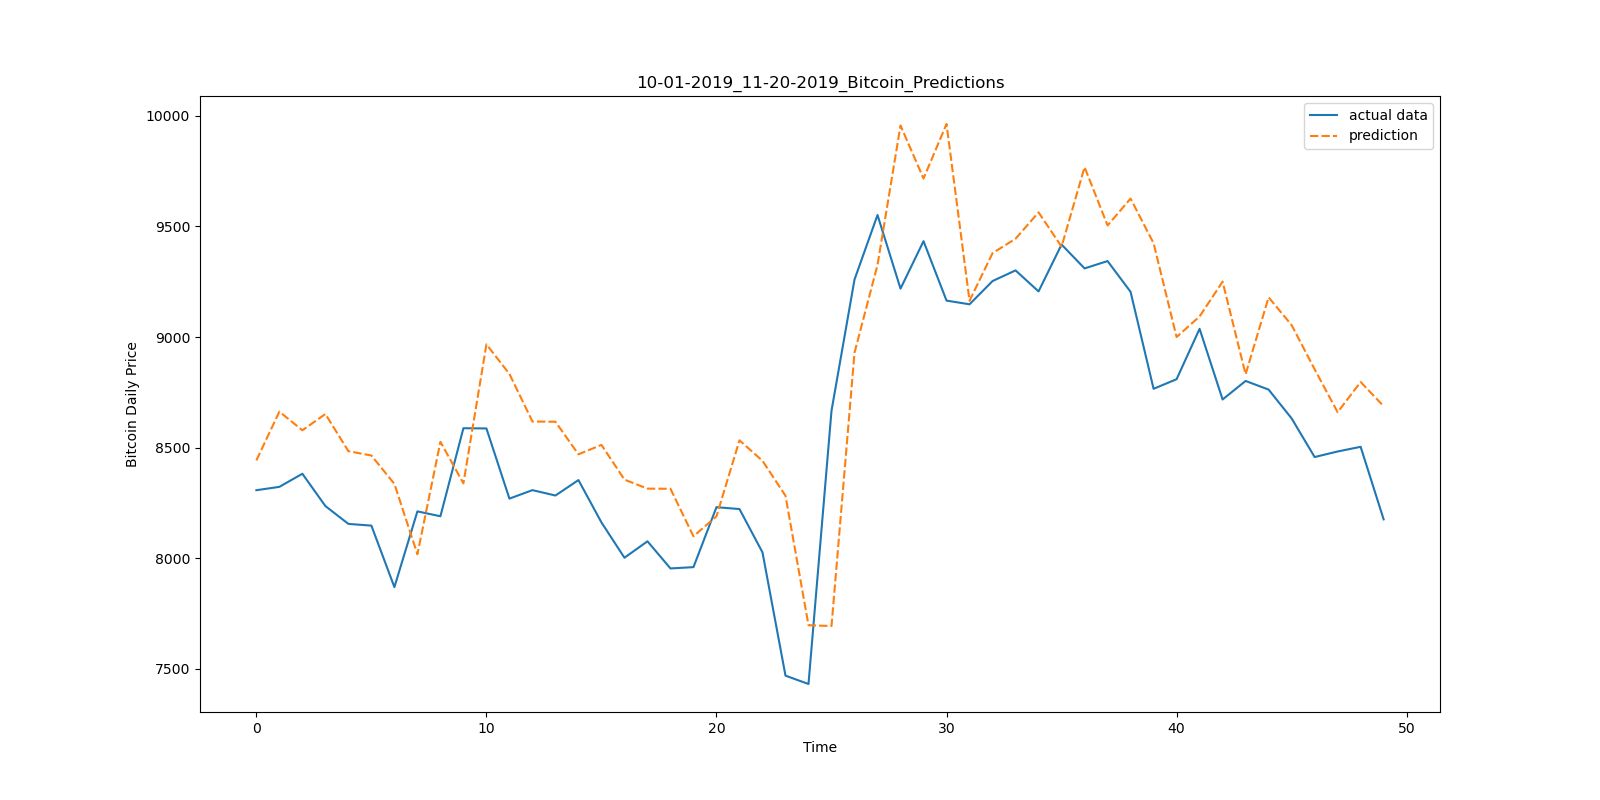 10-01-2019_11-20-2019_Bitcoin_Predictions
actual data
prediction
Bitcoin Daily Price
10000
9500
9000
8500
8000
7500
0 10 20 30 40 50
Time